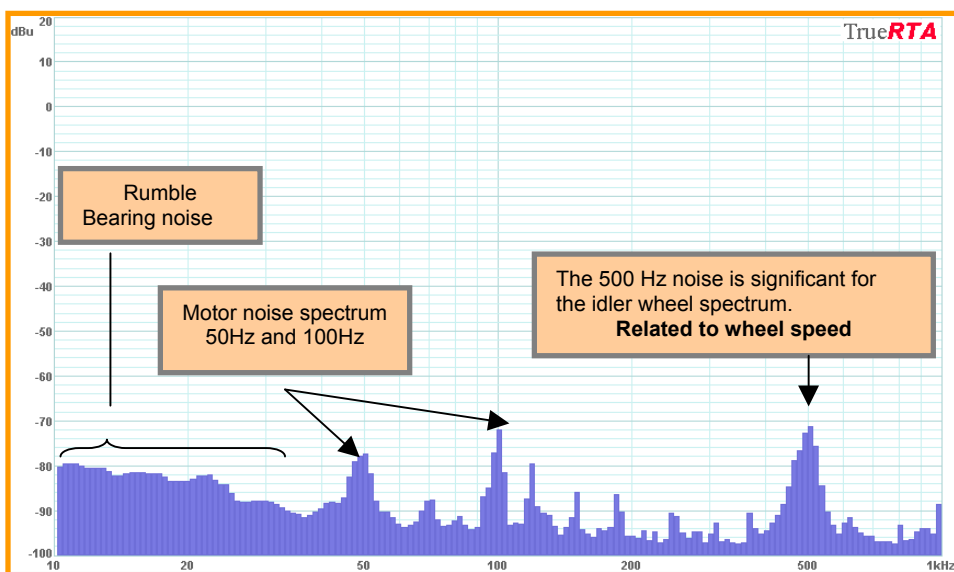 dBu
20
TrueRTA
10
0
-10
-20
-30
-40
-50
-60
-70
-80
-90
-100
Rumble
Bearing noise
Motor noise spectrum
50Hz and 100Hz
The 500 Hz noise is significant for
the idler wheel spectrum.
Related to wheel speed
10 20 50 100 200 500 1kHz